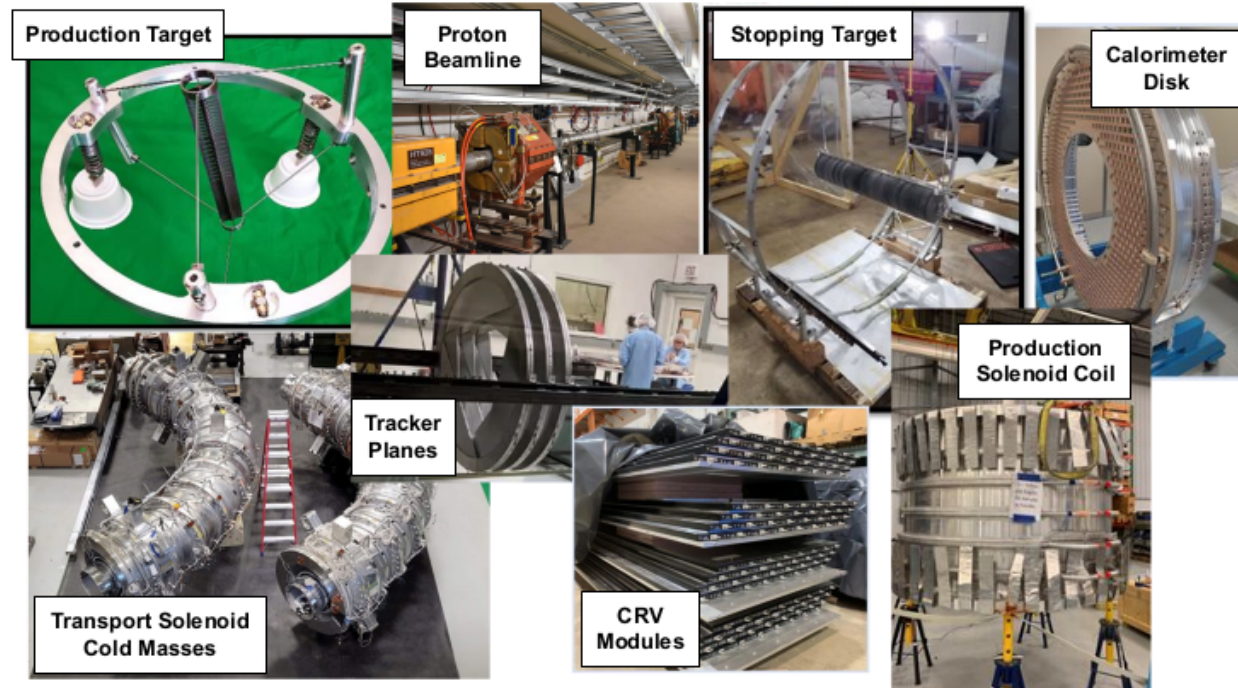 Production Target
Proton
Beamline
Stopping Target
Calorimeter
Disk
Tracker
Planes
Production
Solenoid Coil
Transport Solenoid
Cold Masses
CRV
Modules